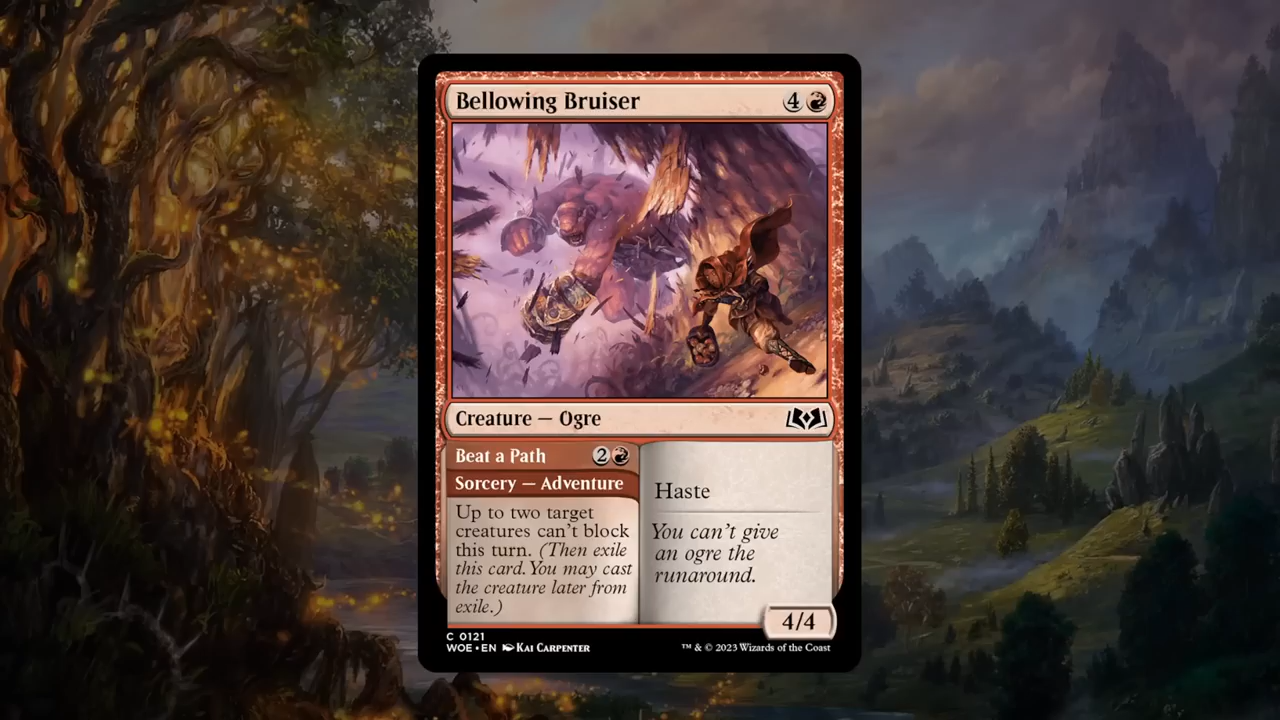 Bellowing Bruiser 4
Creature — Ogre
Beat a Path 2
Sorcery — Adventure
Up to two target
creatures can't block
this turn. (Then exile
this card. You may cast
the creature later from
exile.)
Haste
You can't give
an ogre the
runaround.
4/4
C 0121
WOE • EN Kai Carpenter
™ & © 2023 Wizards of the Coast